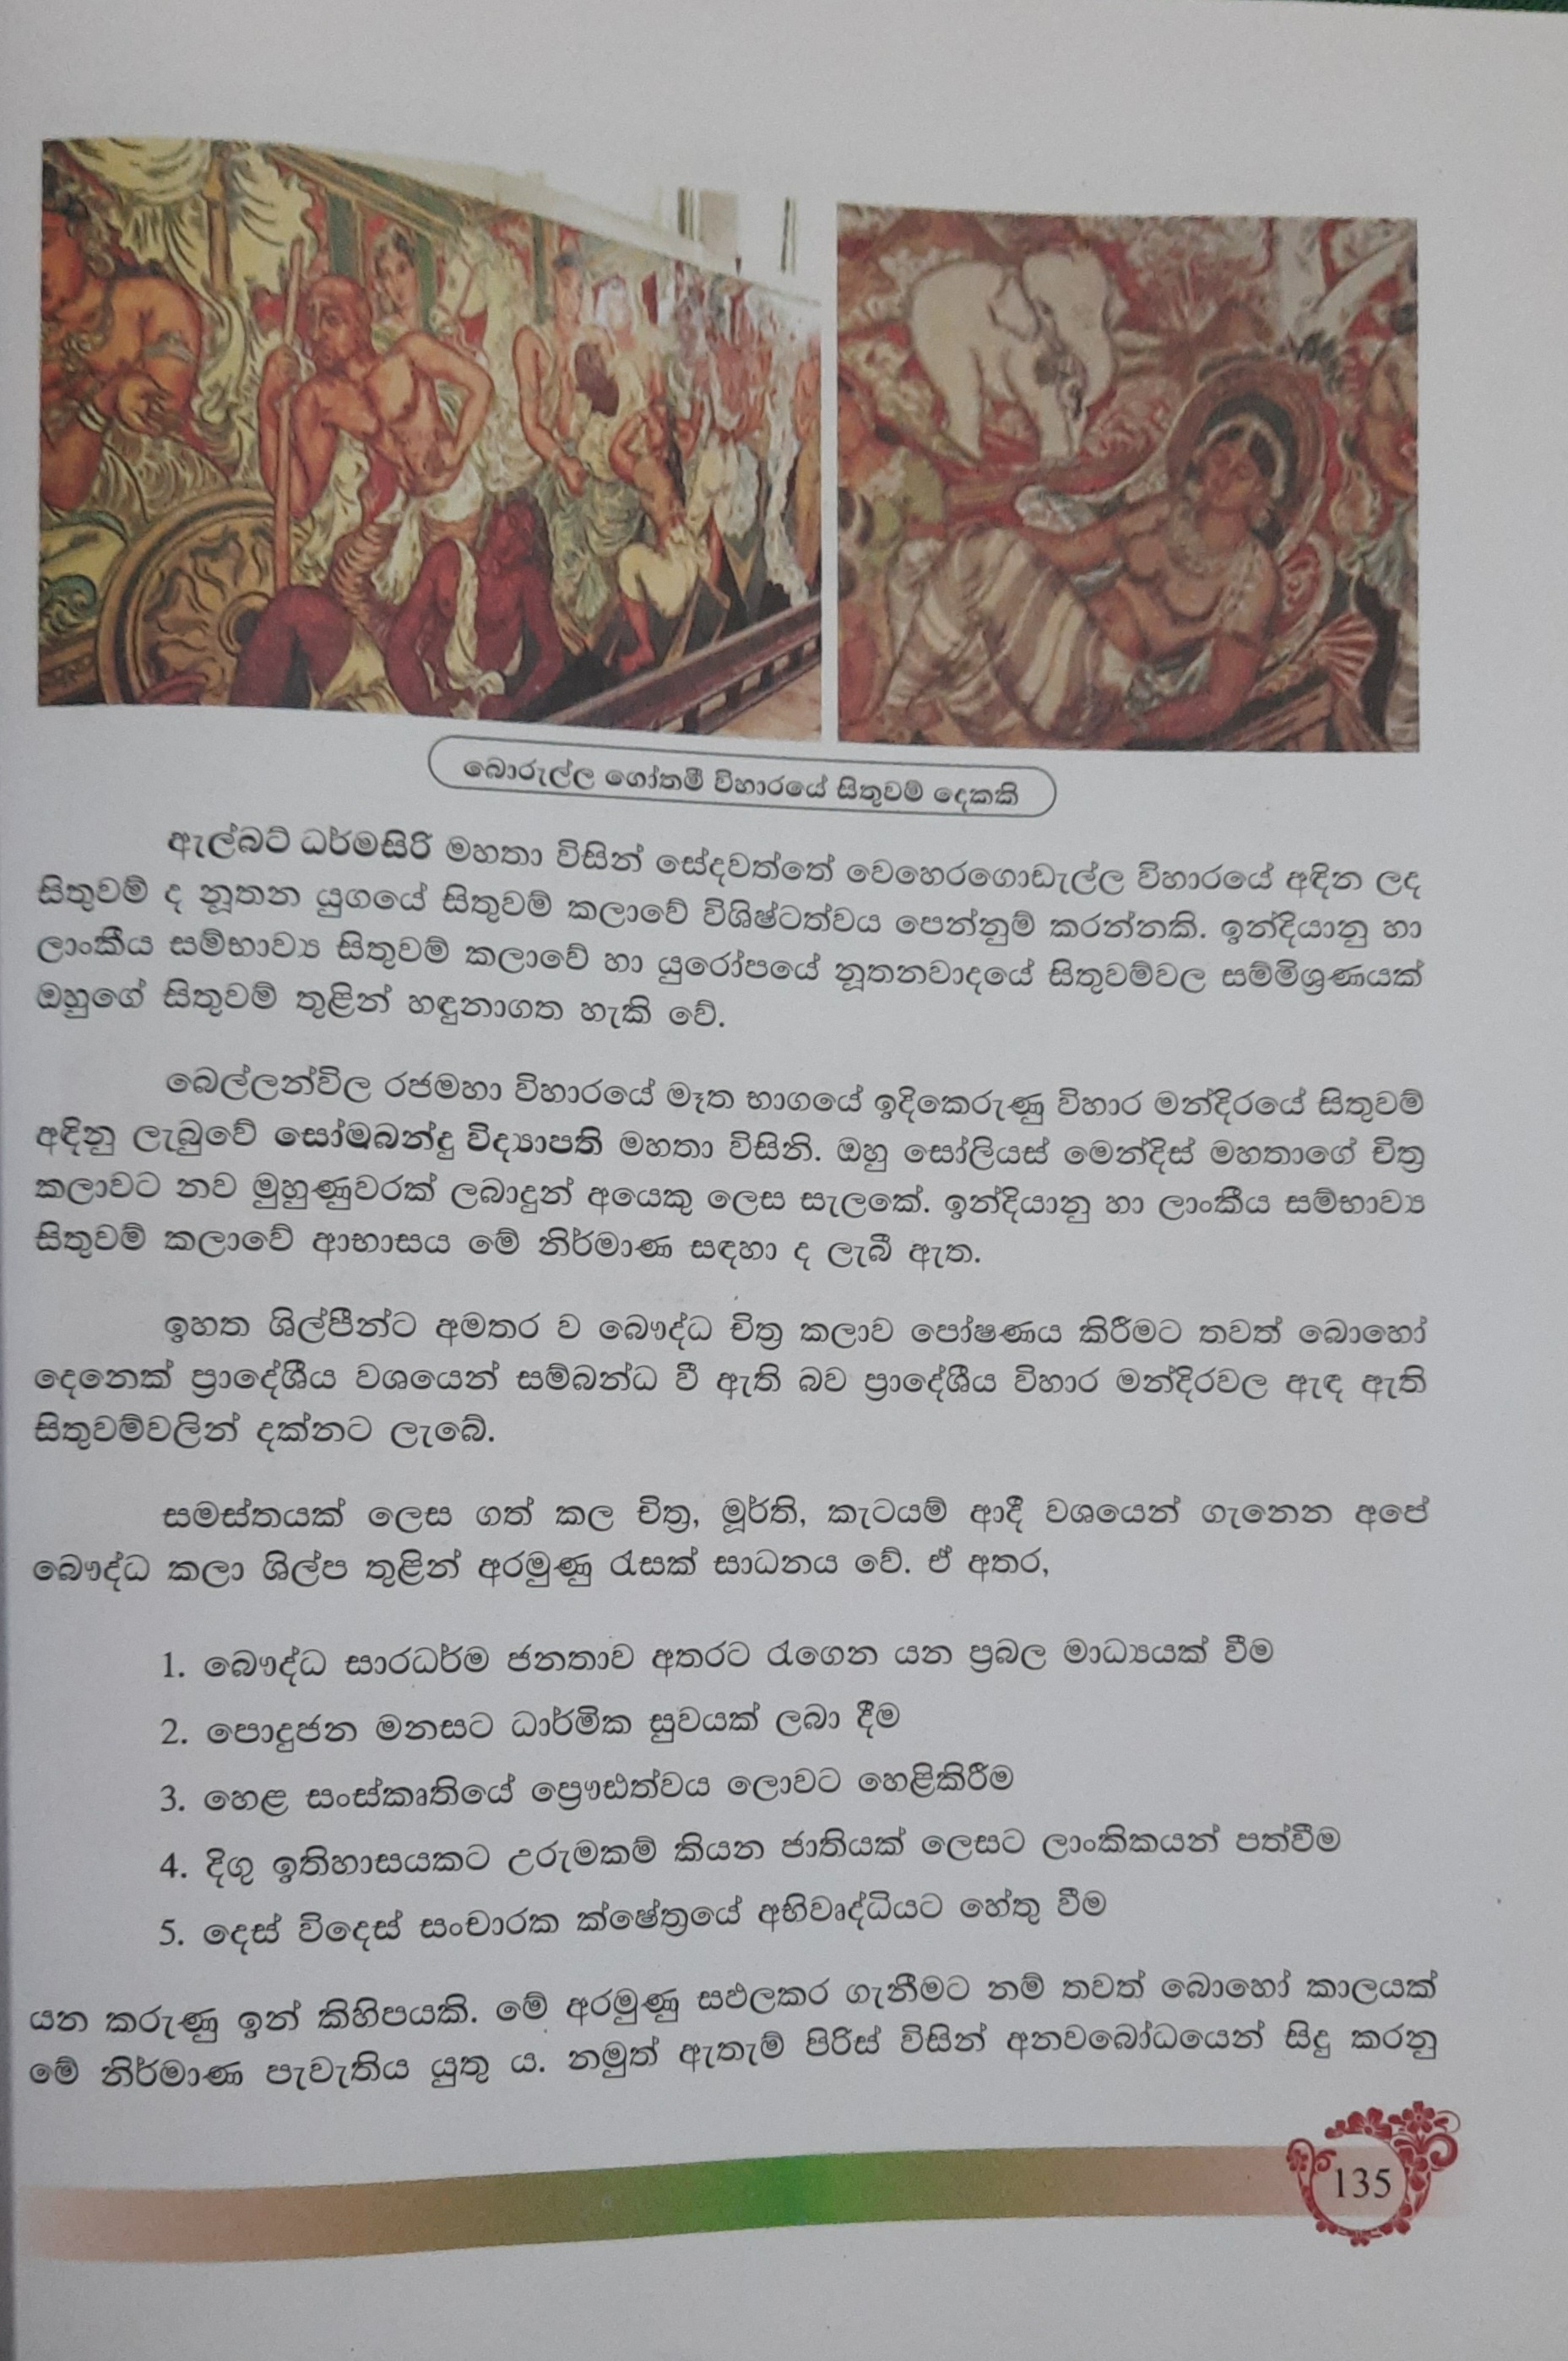 බොරුල්ල ගෝතමී විහාරයේ සිතුවම් දෙකකි
ඇල්බට් ධර්මසිරි මහතා විසින් සේදවත්තේ වෙහෙරගොඩැල්ල විහාරයේ අඳින ලද
සිතුවම් ද නූතන යුගයේ සිතුවම් කලාවේ විශිෂ්ටත්වය පෙන්නුම් කරන්නකි. ඉන්දියානු හා
ලාංකීය සම්භාව්‍ය සිතුවම් කලාවේ හා යුරෝපයේ නූතනවාදයේ සිතුවම්වල සම්මිශ්‍රණයක්
ඔහුගේ සිතුවම් තුළින් හඳුනාගත හැකි වේ.
බෙල්ලන්විල රජමහා විහාරයේ මෑත භාගයේ ඉදිකෙරුණු විහාර මන්දිරයේ සිතුවම්
අඳිනු ලැබුවේ සෝමබන්දු විද්‍යාපති මහතා විසිනි. ඔහු සෝලියස් මෙන්දිස් මහතාගේ චිත්‍ර
කලාවට නව මුහුණුවරක් ලබාදුන් අයෙකු ලෙස සැලකේ. ඉන්දියානු හා ලාංකීය සම්භාව්‍ය
සිතුවම් කලාවේ ආභාසය මේ නිර්මාණ සඳහා ද ලැබී ඇත.
ඉහත ශිල්පීන්ට අමතර ව බෞද්ධ චිත්‍ර කලාව පෝෂණය කිරීමට තවත් බොහෝ
දෙනෙක් ප්‍රාදේශීය වශයෙන් සම්බන්ධ වී ඇති බව ප්‍රාදේශීය විහාර මන්දිරවල ඇඳ ඇති
සිතුවම්වලින් දක්නට ලැබේ.
සමස්තයක් ලෙස ගත් කල චිත්‍ර, මූර්ති, කැටයම් ආදී වශයෙන් ගැනෙන අපේ
බෞද්ධ කලා ශිල්ප තුළින් අරමුණු රැසක් සාධනය වේ. ඒ අතර,
1. බෞද්ධ සාරධර්ම ජනතාව අතරට රැගෙන යන ප්‍රබල මාධ්‍යයක් වීම
2. පොදුජන මනසට ධාර්මික සුවයක් ලබා දීම
3. හෙළ සංස්කෘතියේ ප්‍රෞඪත්වය ලොවට හෙළිකිරීම
4. දිගු ඉතිහාසයකට උරුමකම් කියන ජාතියක් ලෙසට ලාංකිකයන් පත්වීම
5. දෙස් විදෙස් සංචාරක ක්ෂේත්‍රයේ අභිවෘද්ධියට හේතු වීම
යන කරුණු ඉන් කිහිපයකි. මේ අරමුණු සඵලකර ගැනීමට නම් තවත් බොහෝ කාලයක්
මේ නිර්මාණ පැවැතිය යුතු ය. නමුත් ඇතැම් පිරිස් විසින් අනවබෝධයෙන් සිදු කරනු
135